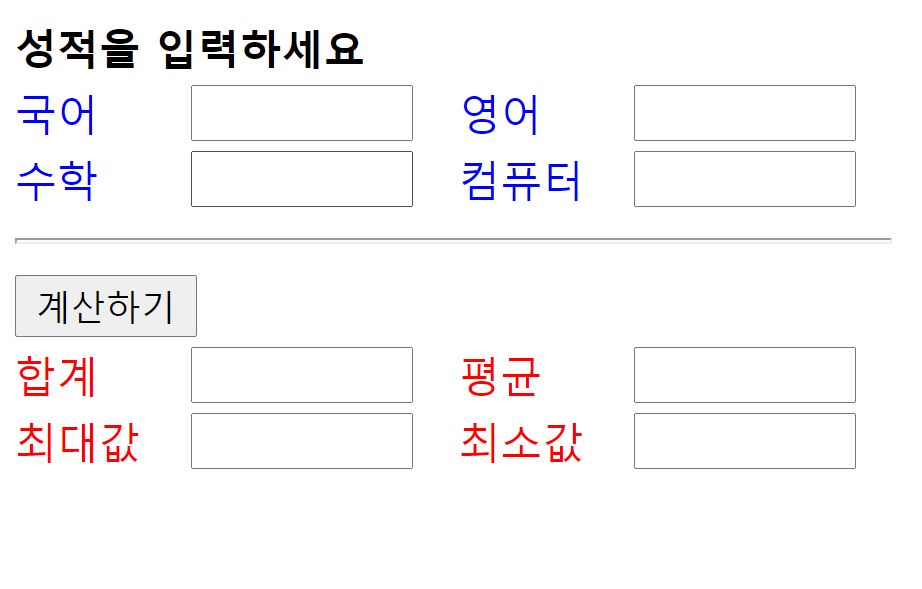 성적을 입력하세요
국어 영어
수학 컴퓨터
계산하기
합계 평균
최대값 최소값